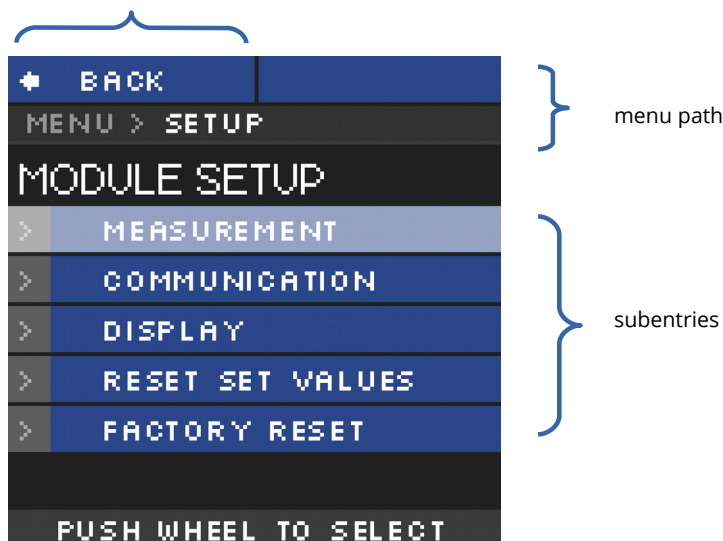 BACK
MENU > SETUP
menu path
MODULE SETUP
> MEASUREMENT
> COMMUNICATION
> DISPLAY
subentries
> RESET SET VALUES
> FACTORY RESET
PUSH WHEEL TO SELECT